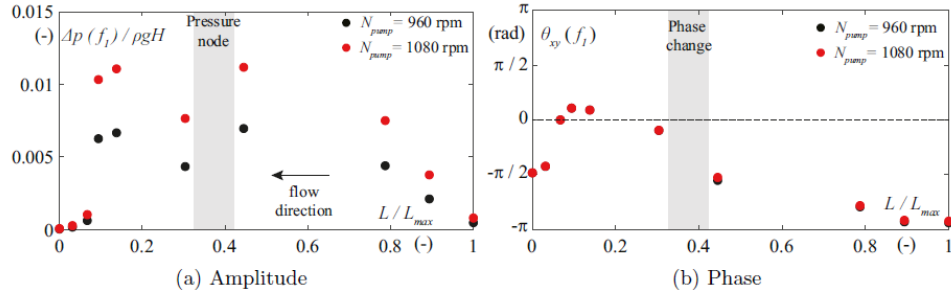 0.015
(-) Δp (f₁) / ρgH
Pressure
node
N_pump = 960 rpm
N_pump = 1080 rpm
0.01
0.005
flow
direction
L / L_max
0
0 0.2 0.4 0.6 0.8 (-) 1
(a) Amplitude
π
(rad) θ_xy (f₁)
Phase
change
N_pump = 960 rpm
N_pump = 1080 rpm
π / 2
0
-π / 2
L / L_max
-π
0 0.2 0.4 0.6 0.8 (-) 1
(b) Phase